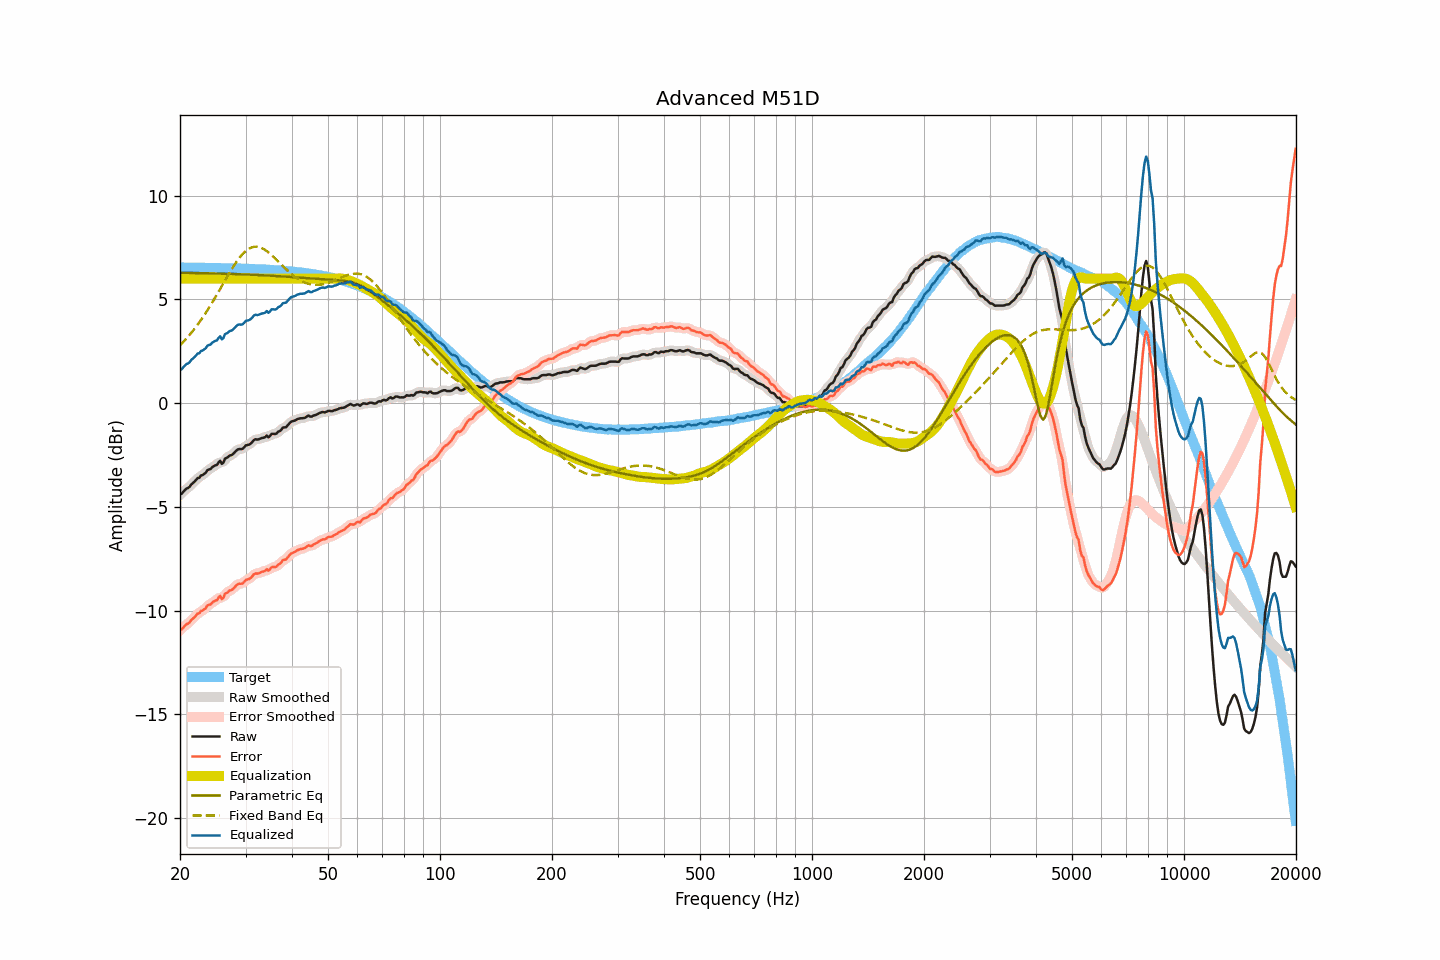 Advanced M51D
10
5
0
−5
−10
−15
−20
Amplitude (dBr)
Target
Raw Smoothed
Error Smoothed
Raw
Error
Equalization
Parametric Eq
Fixed Band Eq
Equalized
20 50 100 200 500 1000 2000 5000 10000 20000
Frequency (Hz)